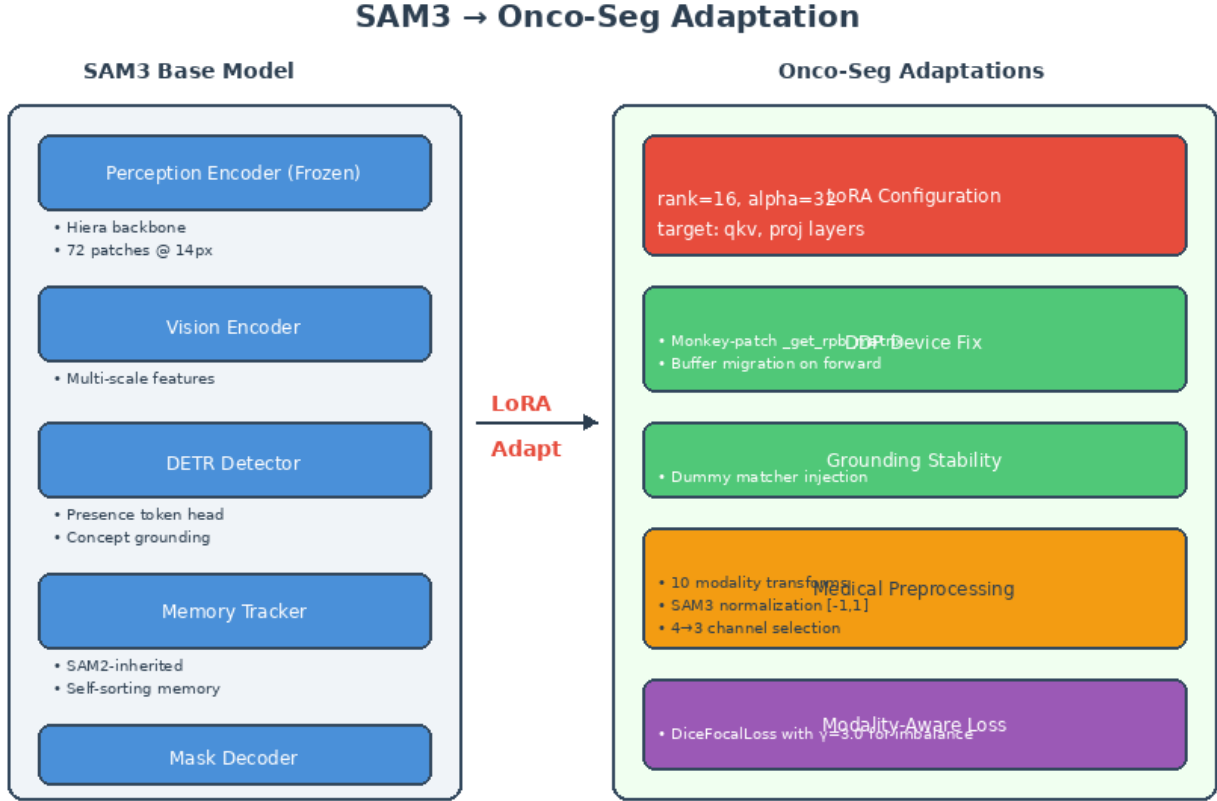 SAM3 → Onco-Seg Adaptation
SAM3 Base Model
Perception Encoder (Frozen)
• Hiera backbone
• 72 patches @ 14px
Vision Encoder
• Multi-scale features
DETR Detector
• Presence token head
• Concept grounding
Memory Tracker
• SAM2-inherited
• Self-sorting memory
Mask Decoder
LoRA
Adapt
Onco-Seg Adaptations
LoRA Configuration
rank=16, alpha=32
target: qkv, proj layers
DDP Device Fix
• Monkey-patch _get_rpb_matrix
• Buffer migration on forward
Grounding Stability
• Dummy matcher injection
Medical Preprocessing
• 10 modality transforms
• SAM3 normalization [-1,1]
• 4→3 channel selection
Modality-Aware Loss
• DiceFocalLoss with γ=3.0 for imbalance